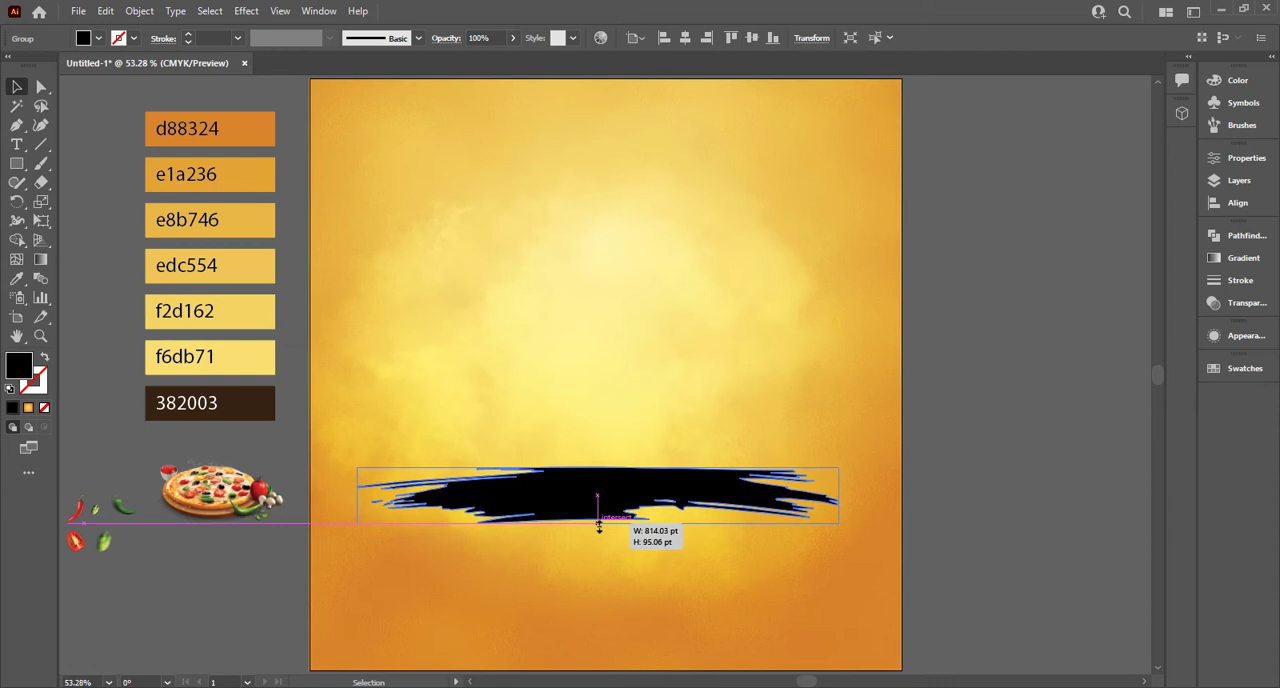 Ai File Edit Object Type Select Effect View Window Help
Group Stroke: Basic Opacity: 100% Style: Transform
Untitled-1* @ 53.28 % (CMYK/Preview) ×
d88324
e1a236
e8b746
edc554
f2d162
f6db71
382003
intersect
W: 814.03 pt
H: 95.06 pt
Color
Symbols
Brushes
Properties
Layers
Align
Pathfind...
Gradient
Stroke
Transpar...
Appeara...
Swatches
53.28% 0° 1 Selection